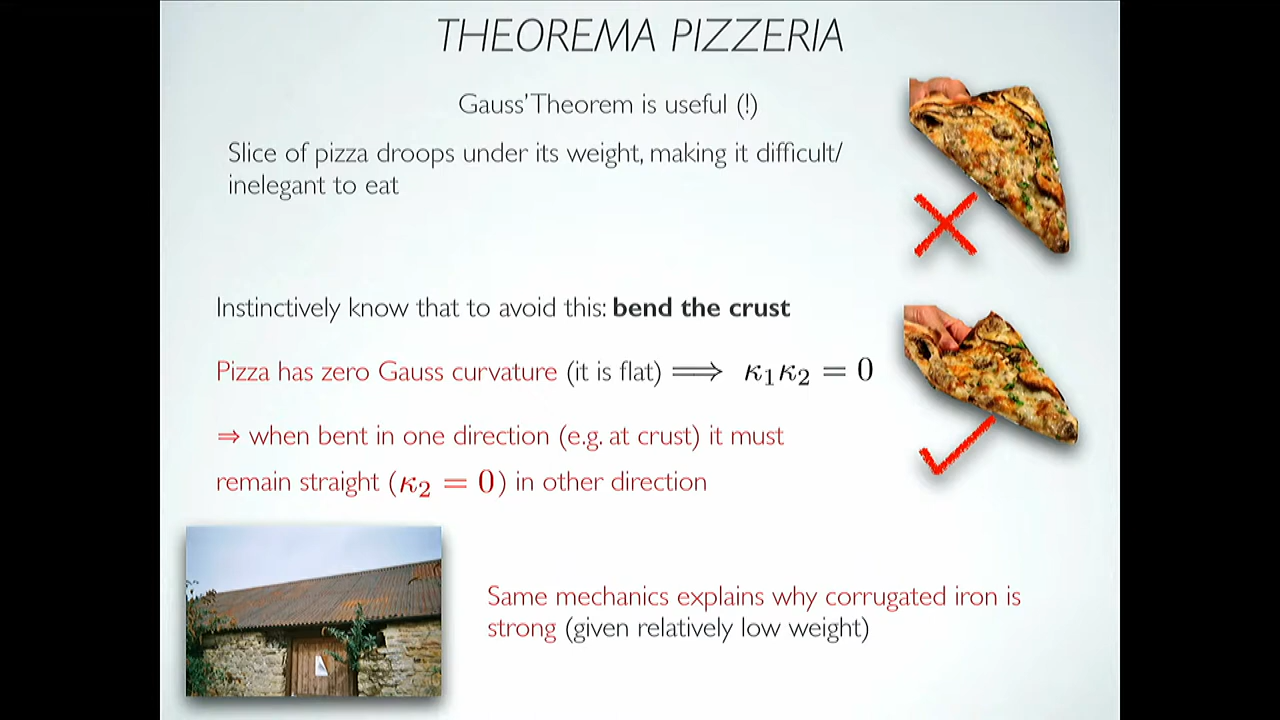 THEOREMA PIZZERIA
Gauss' Theorem is useful (!)
Slice of pizza droops under its weight, making it difficult/
inelegant to eat
Instinctively know that to avoid this: bend the crust
Pizza has zero Gauss curvature (it is flat) ⟹ κ₁κ₂ = 0
⇒ when bent in one direction (e.g. at crust) it must
remain straight (κ₂ = 0) in other direction
Same mechanics explains why corrugated iron is
strong (given relatively low weight)